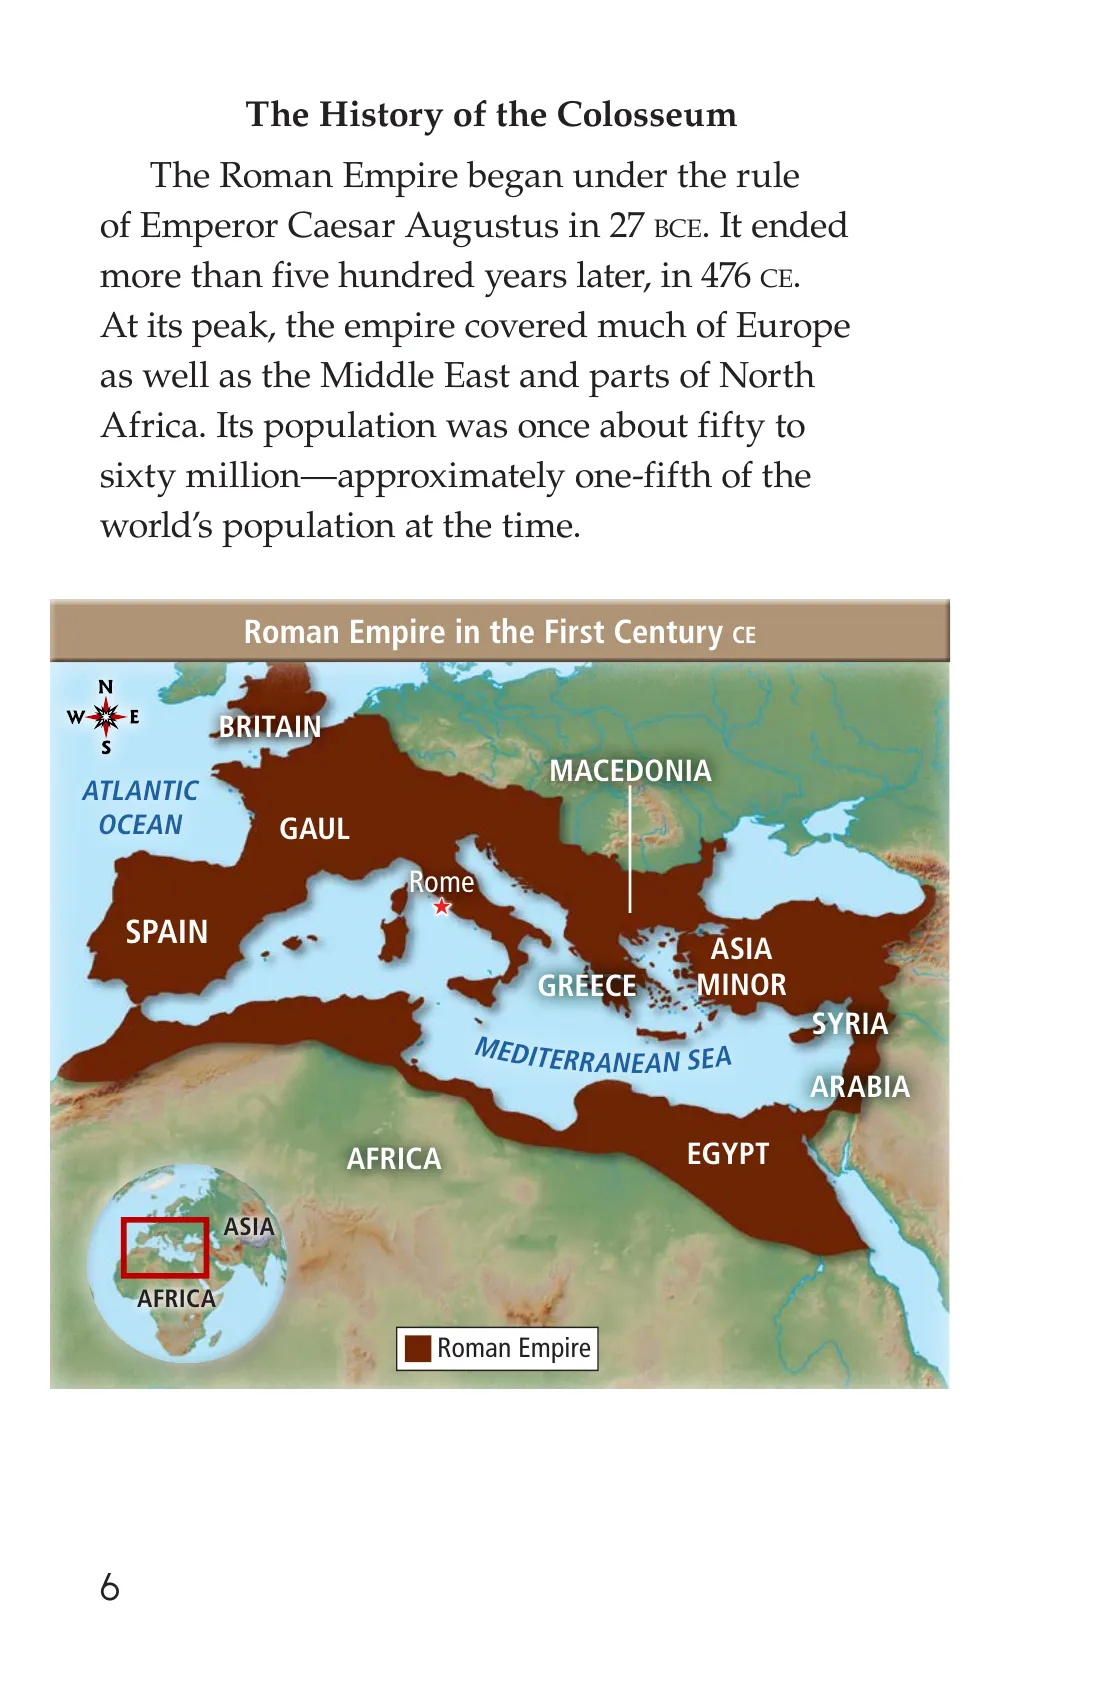 The History of the Colosseum
The Roman Empire began under the rule
of Emperor Caesar Augustus in 27 BCE. It ended
more than five hundred years later, in 476 CE.
At its peak, the empire covered much of Europe
as well as the Middle East and parts of North
Africa. Its population was once about fifty to
sixty million—approximately one-fifth of the
world's population at the time.
Roman Empire in the First Century CE
N
W E
S
BRITAIN
MACEDONIA
ATLANTIC
OCEAN
GAUL
Rome
SPAIN
ASIA
MINOR
GREECE
SYRIA
MEDITERRANEAN SEA
ARABIA
AFRICA
EGYPT
ASIA
AFRICA
Roman Empire
6